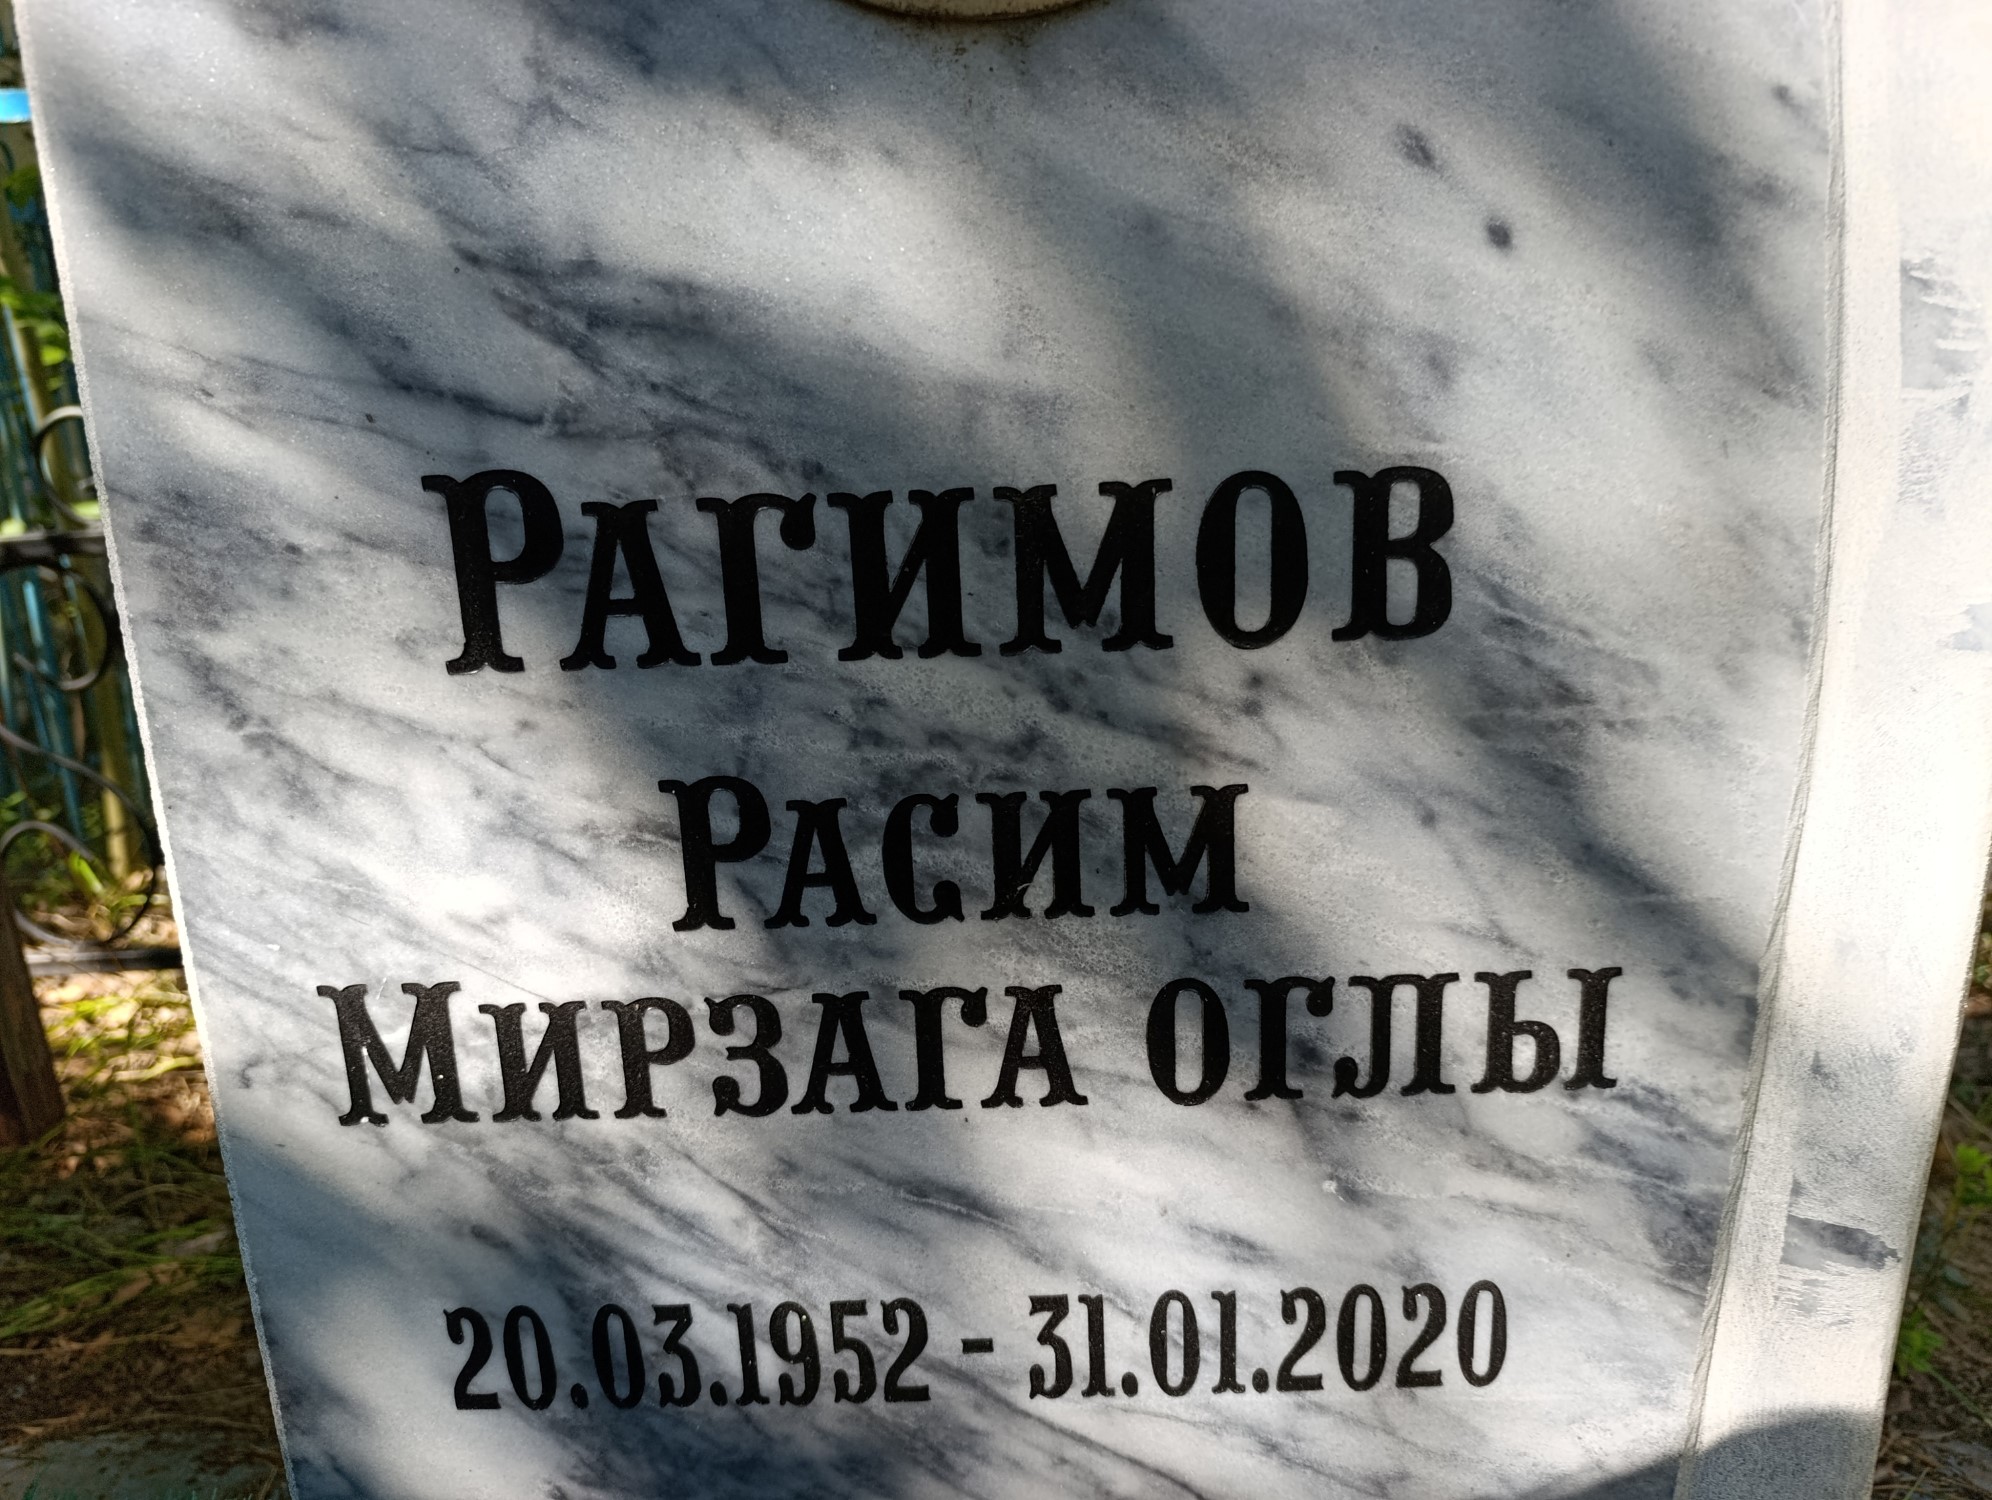 Рагимов
Расим
Мирзага оглы
20.03.1952 - 31.01.2020